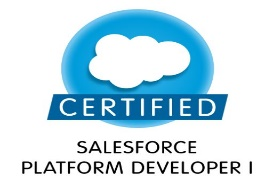 CERTIFIED
SALESFORCE
PLATFORM DEVELOPER I